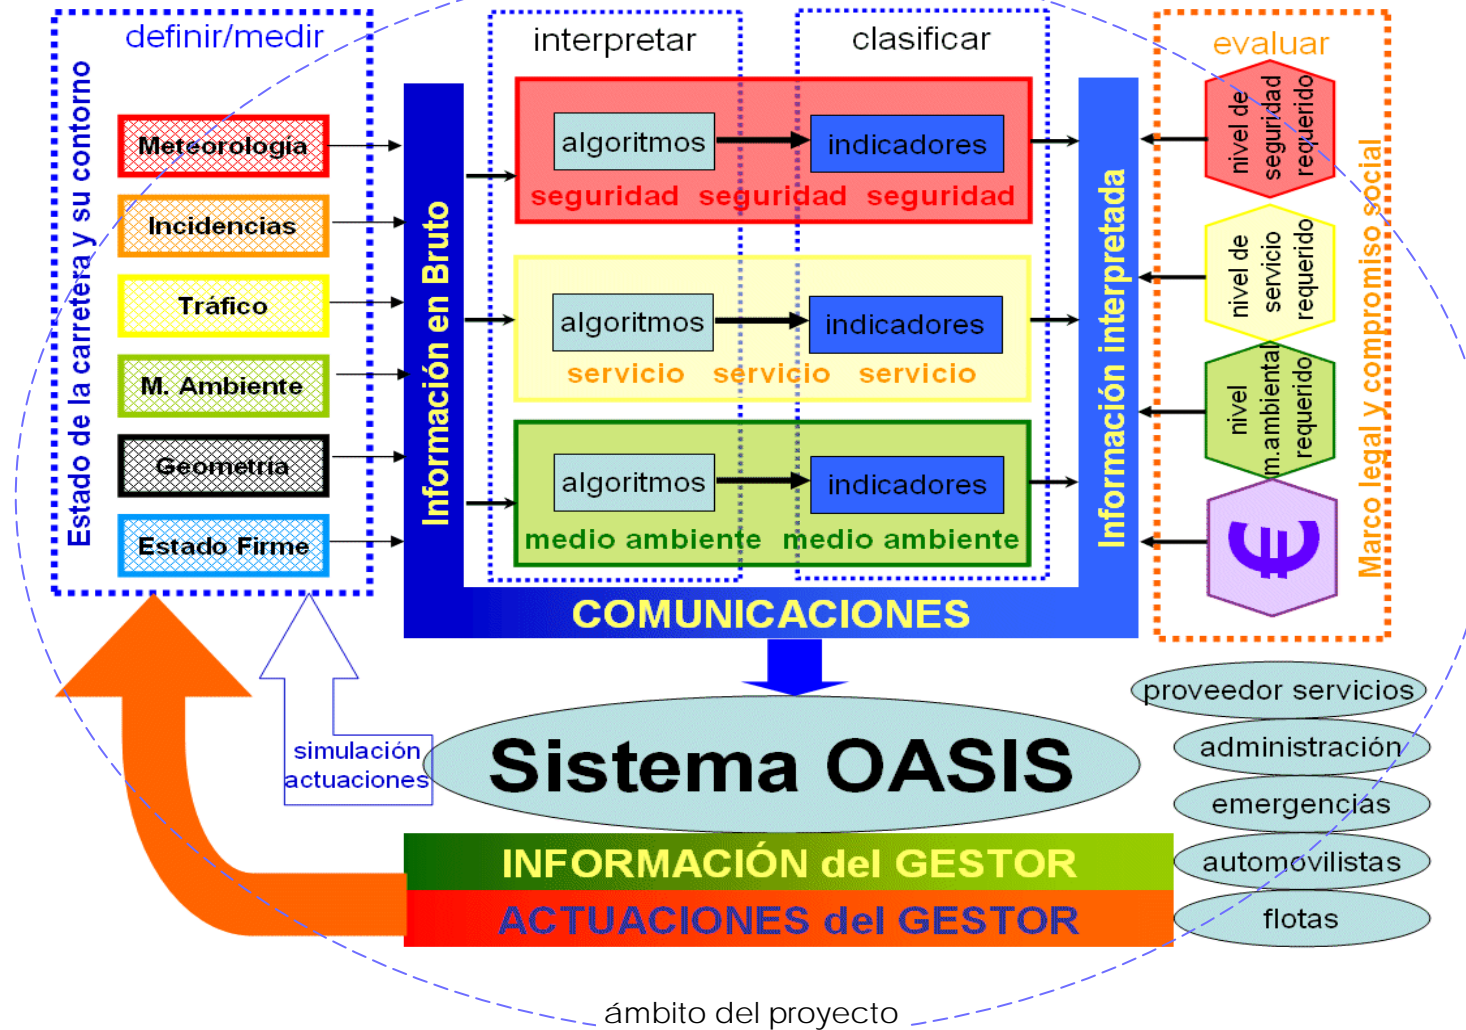 definir/medir
interpretar
clasificar
evaluar
Estado de la carretera y su contorno
Meteorología
Incidencias
Tráfico
M. Ambiente
Geometría
Estado Firme
Información en Bruto
algoritmos
indicadores
seguridad seguridad seguridad
algoritmos
indicadores
servicio servicio servicio
algoritmos
indicadores
medio ambiente medio ambiente
Información interpretada
nivel de
seguridad
requerido
nivel de
servicio
requerido
nivel
m.ambiental
requerido
€
Marco legal y compromiso social
COMUNICACIONES
simulación
actuaciones
Sistema OASIS
INFORMACIÓN del GESTOR
ACTUACIONES del GESTOR
proveedor servicios
administración
emergencias
automovilistas
flotas
ámbito del proyecto